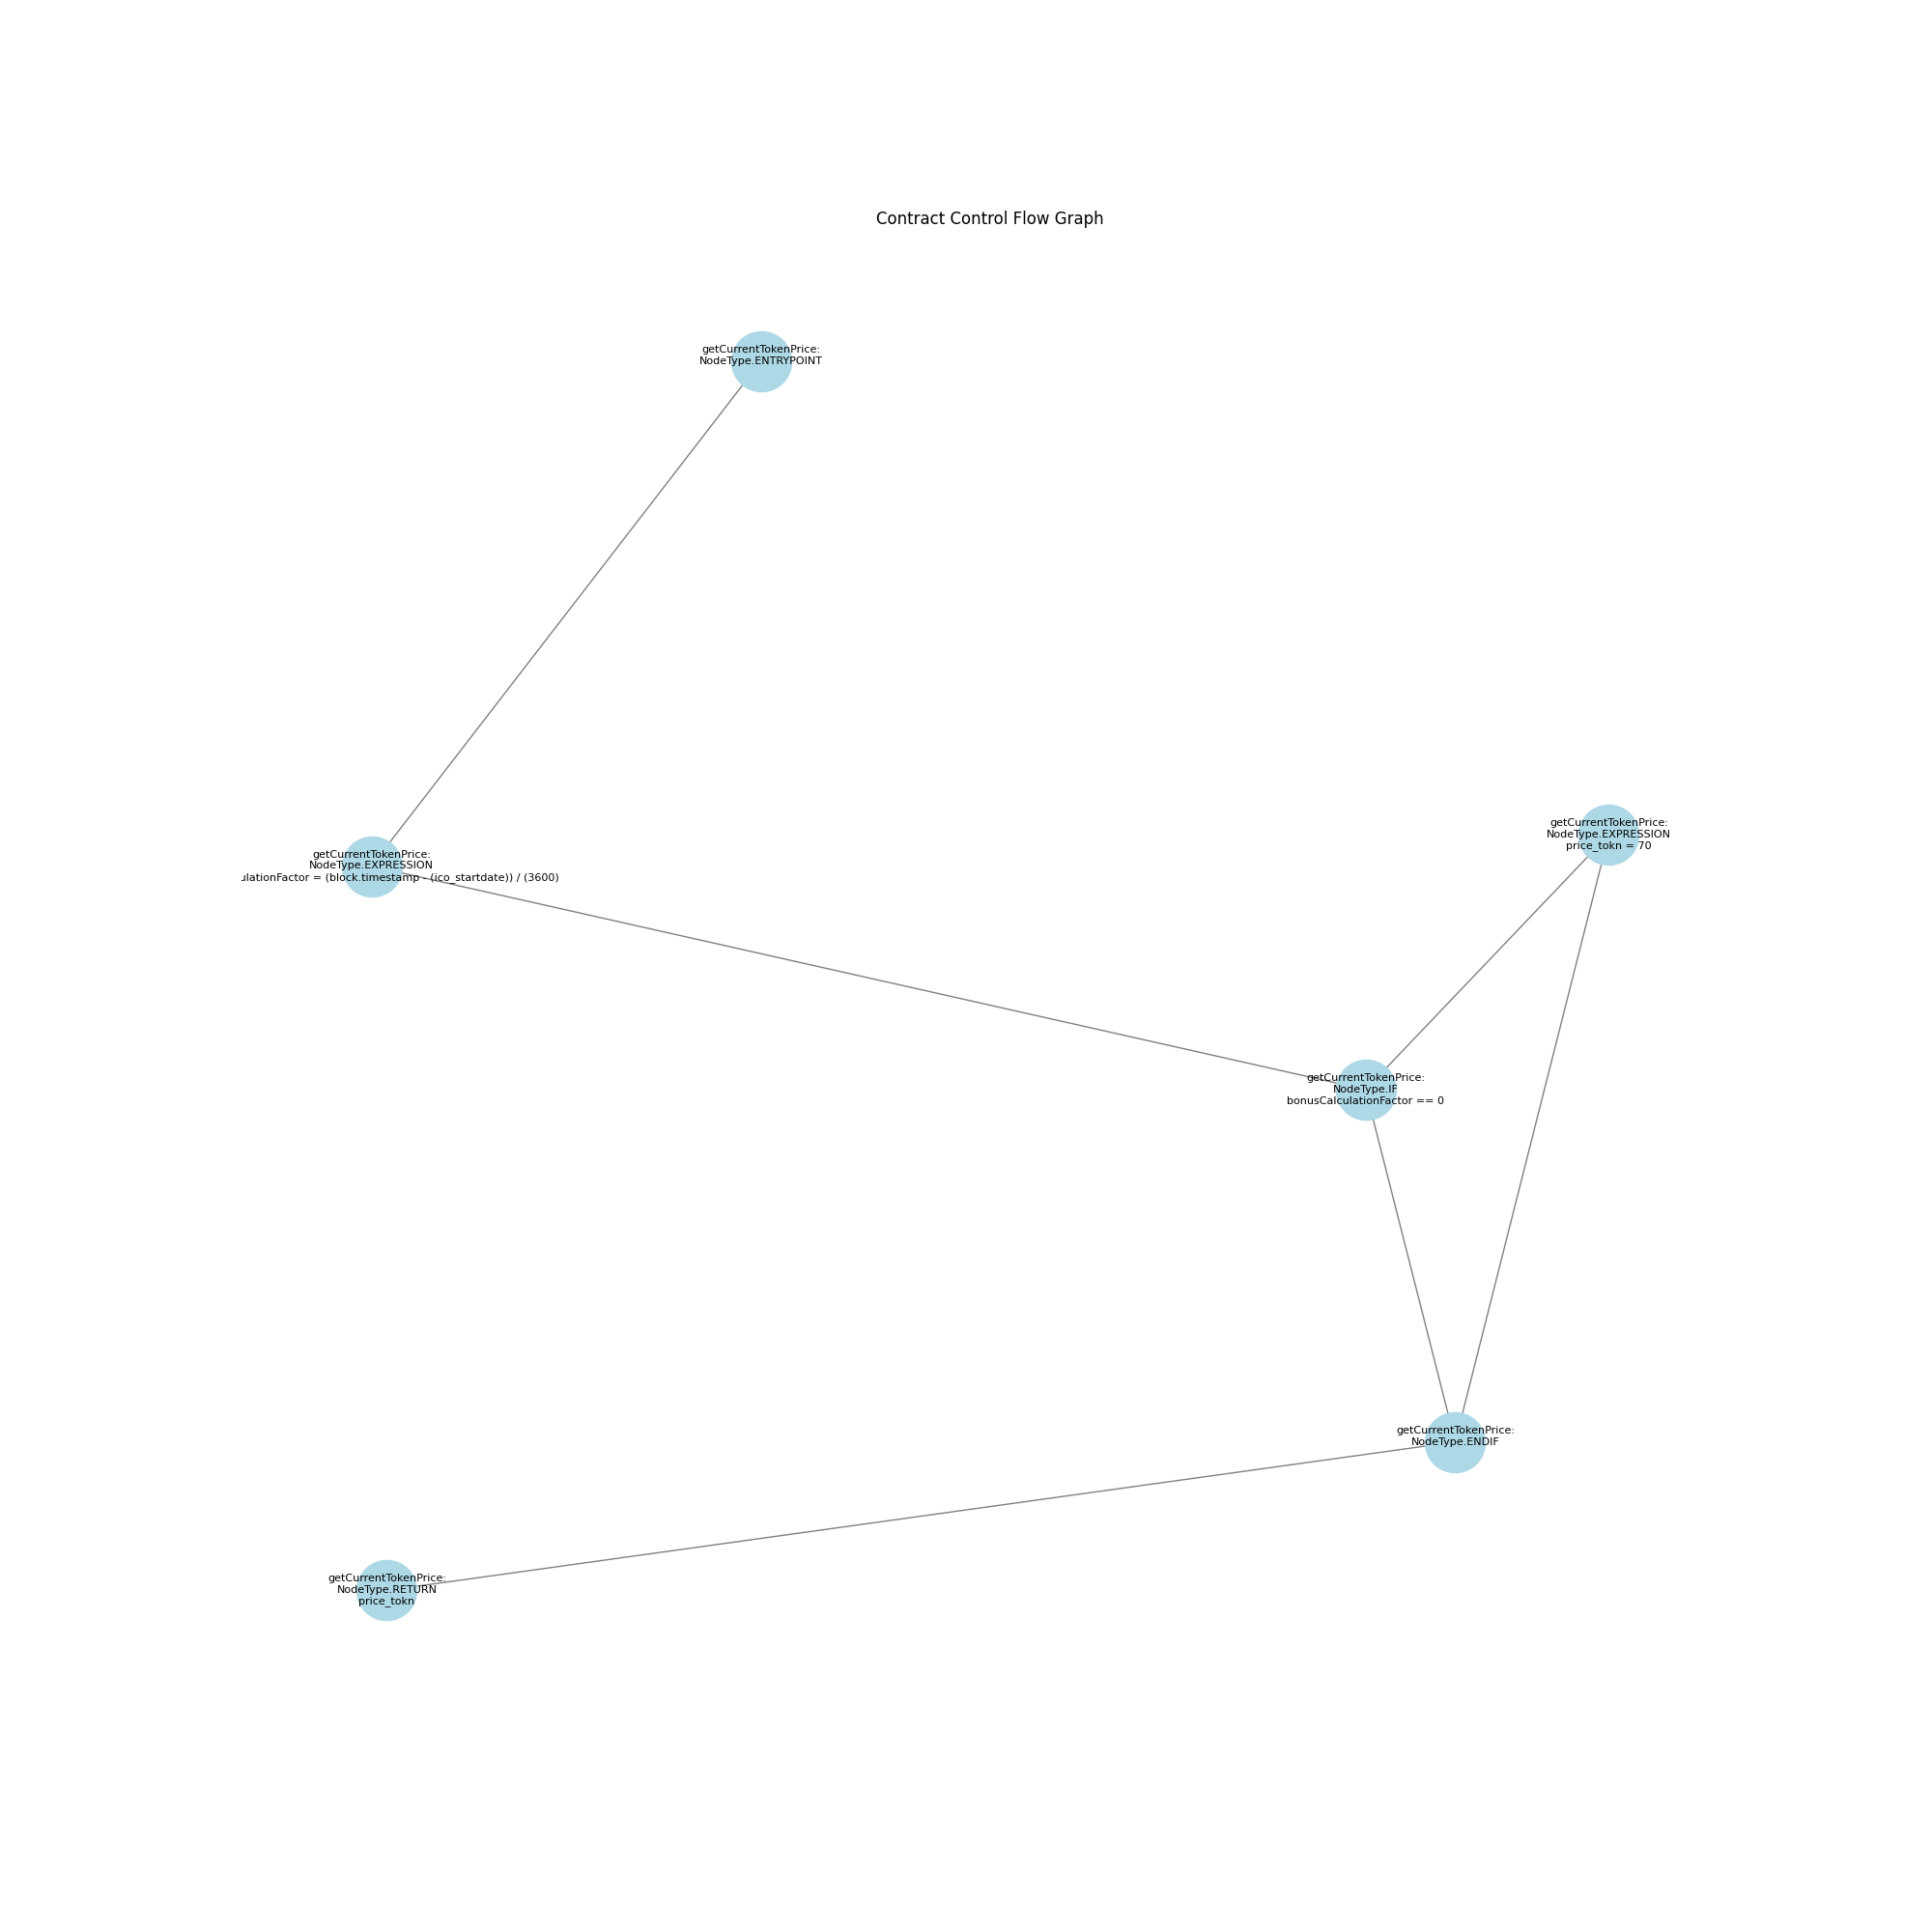 Contract Control Flow Graph
getCurrentTokenPrice:
NodeType.ENTRYPOINT
getCurrentTokenPrice:
NodeType.EXPRESSION
price_tokn = 70
getCurrentTokenPrice:
NodeType.EXPRESSION
ulationFactor = (block.timestamp - (ico_startdate)) / (3600)
getCurrentTokenPrice:
NodeType.IF
bonusCalculationFactor == 0
getCurrentTokenPrice:
NodeType.ENDIF
getCurrentTokenPrice:
NodeType.RETURN
price_tokn